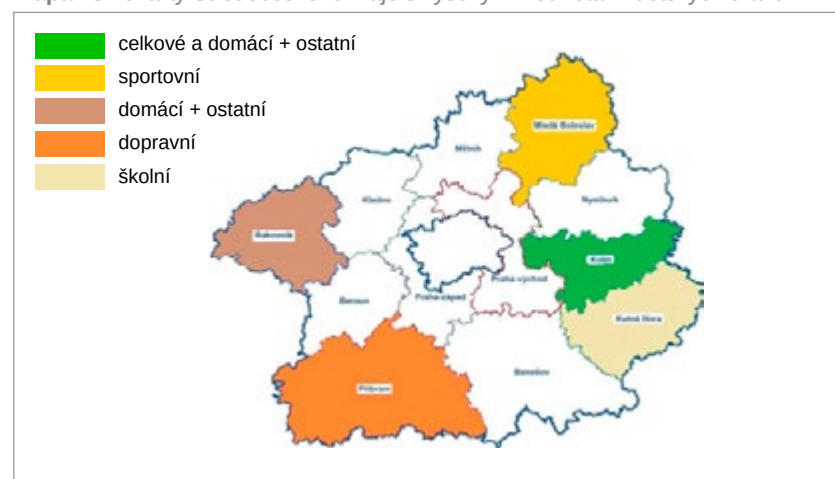 celkové a domácí + ostatní
sportovní
domácí + ostatní
dopravní
školní
Mladá Boleslav
Mělník
Kladno
Nymburk
Rakovník
Kolín
Praha-východ
Beroun
Praha-západ
Kutná Hora
Benešov
Příbram